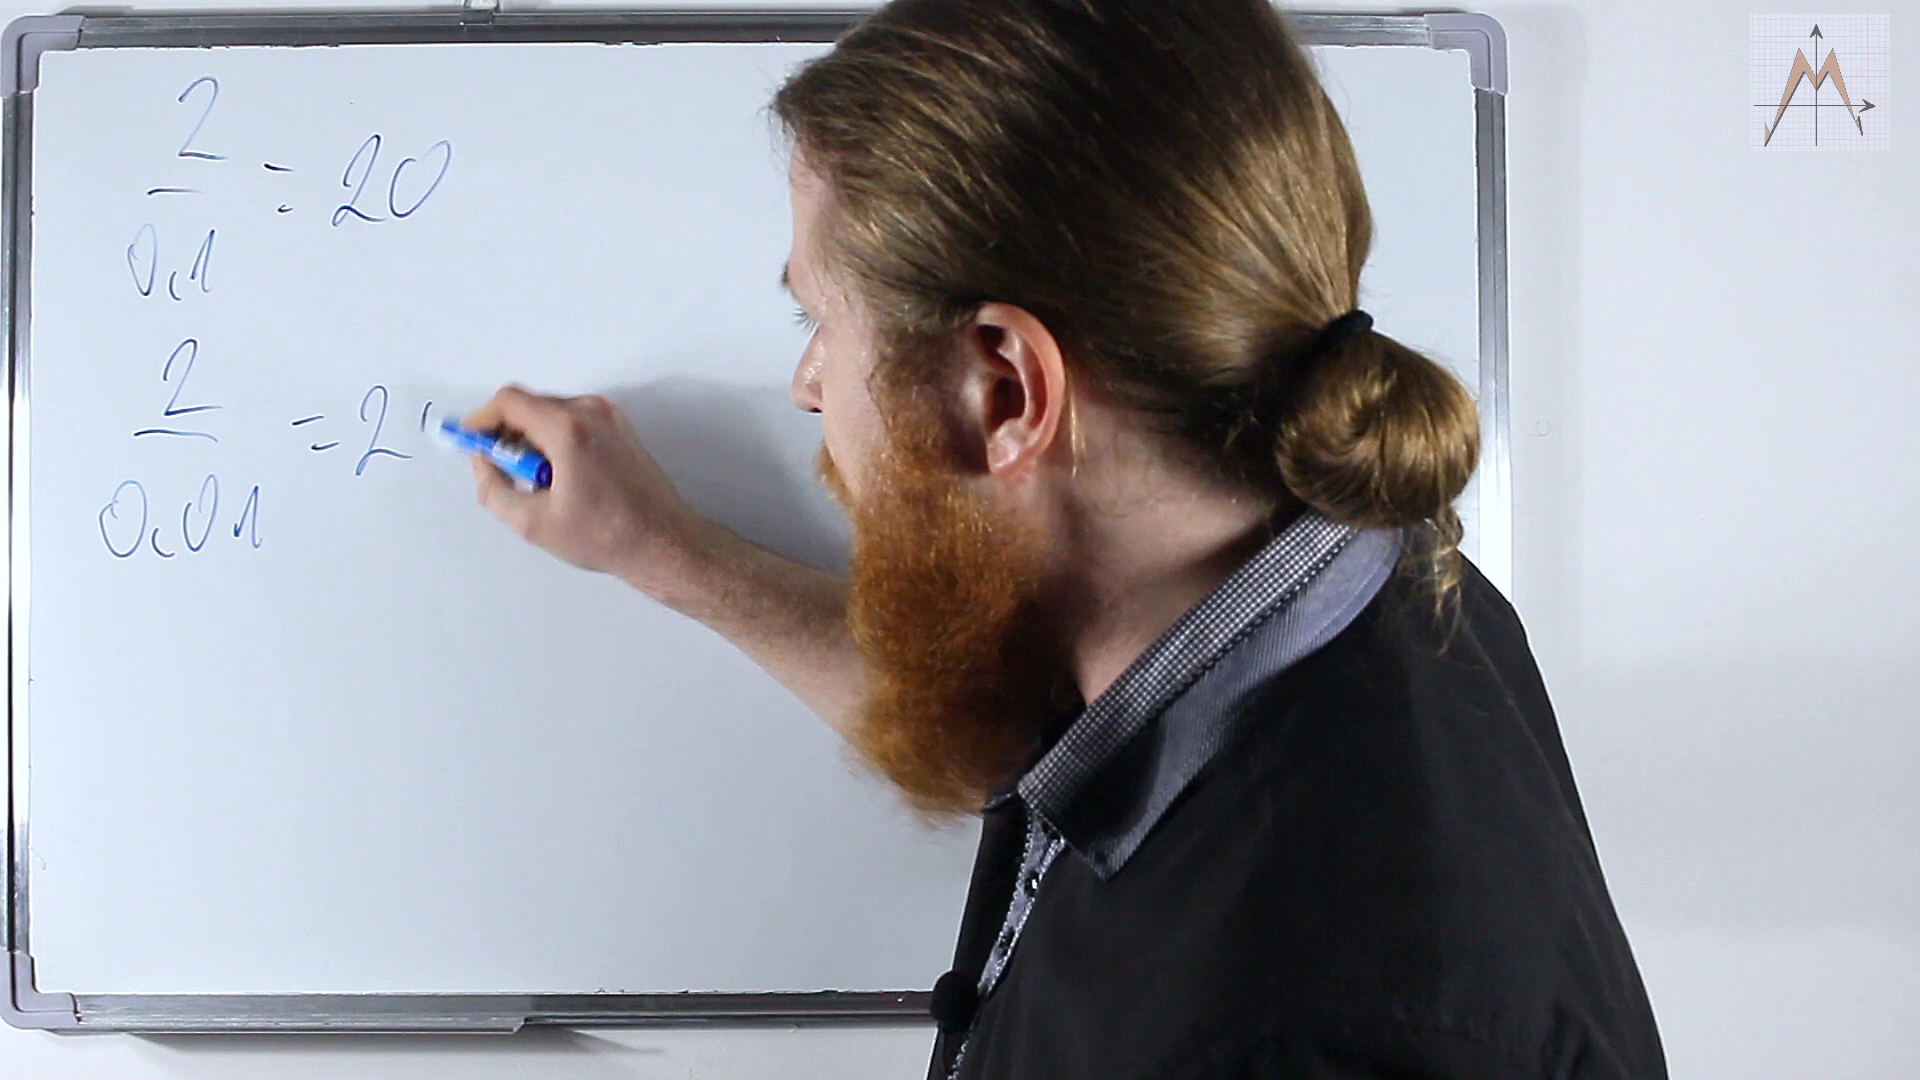 2
— = 20
0,1
2
— = 2
0,01